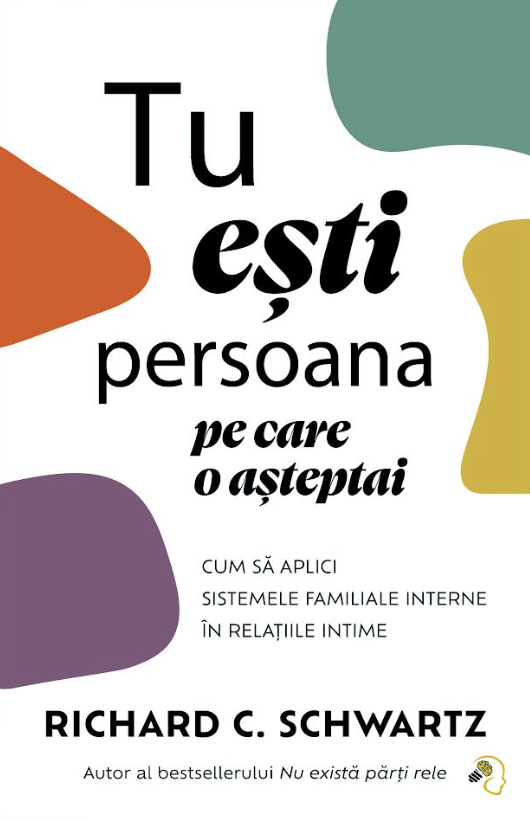 Tu
ești
persoana
pe care
o așteptai
CUM SĂ APLICI
SISTEMELE FAMILIALE INTERNE
ÎN RELAȚIILE INTIME
RICHARD C. SCHWARTZ
Autor al bestsellerului Nu există părți rele